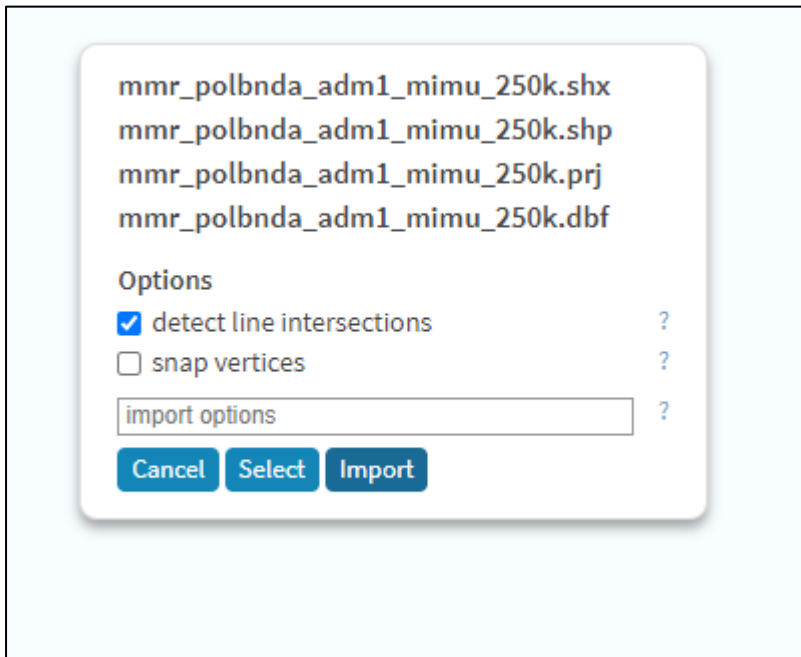 mmr_polbnda_adm1_mimu_250k.shx
mmr_polbnda_adm1_mimu_250k.shp
mmr_polbnda_adm1_mimu_250k.prj
mmr_polbnda_adm1_mimu_250k.dbf
Options
detect line intersections ?
snap vertices ?
import options ?
Cancel Select Import